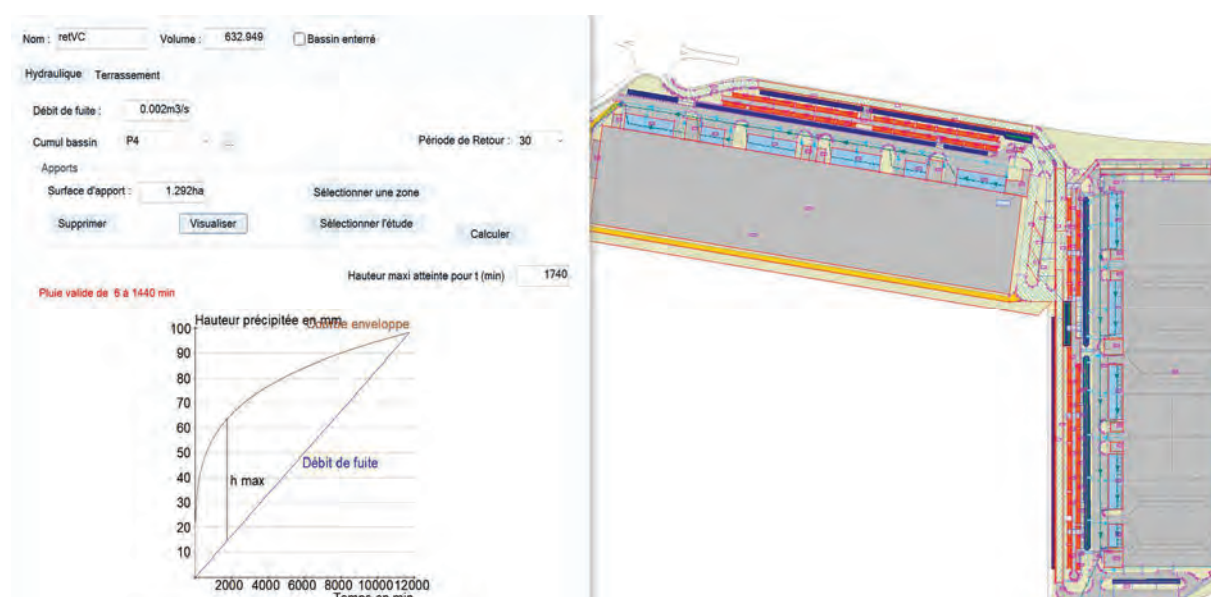 Nom : retVC Volume : 632.949 Bassin enterré
Hydraulique Terrassement
Débit de fuite : 0.002m3/s
Cumul bassin P4 - ... Période de Retour : 30 -
Apports
Surface d'apport : 1.292ha Sélectionner une zone
Supprimer Visualiser Sélectionner l'étude Calculer
Hauteur maxi atteinte pour t (min) 1740
Pluie valide de 6 à 1440 min
Hauteur précipitée en mm
Courbe enveloppe
100
90
80
70
60
50
Débit de fuite
40
h max
30
20
10
2000 4000 6000 8000 10000 12000
Temps en min